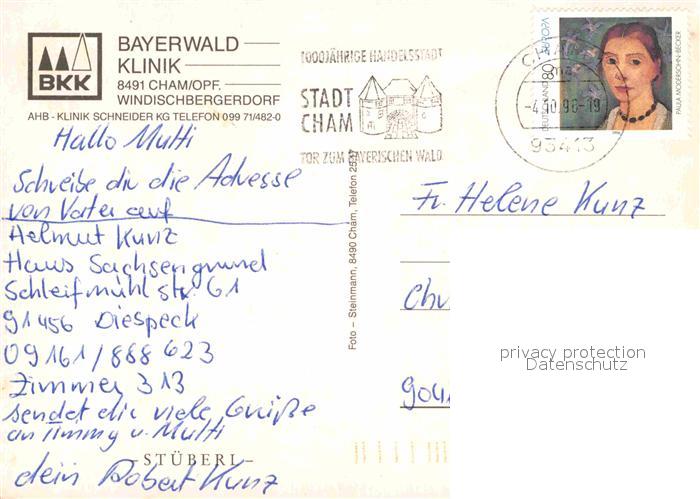 BKK
BAYERWALD
KLINIK
8491 CHAM/OPF.
WINDISCHBERGERDORF
AHB - KLINIK SCHNEIDER KG TELEFON 099 71/482-0
Hallo Mutti
Schreibe dir die Adresse
von Vater auf
Helmut Kunz
Haus Sachsengrund
Schleifmühl str. 61
91456 Diespeck
09161/888 623
Zimmer 313
sendet dir viele Grüße
an u. Mutti
- STÜBERL -
dein Robert Kunz
Foto – Steinmann, 8490 Cham, Telefon
1000JÄHRIGE HANDELSSTADT
STADT
CHAM
TOR ZUM BAYERISCHEN WALD
CHAM
-4.10.96-19
93413
EUROPA
DEUTSCHLAND 80
PAULA MODERSOHN-BECKER
Fr. Helene Kunz
privacy protection
Datenschutz